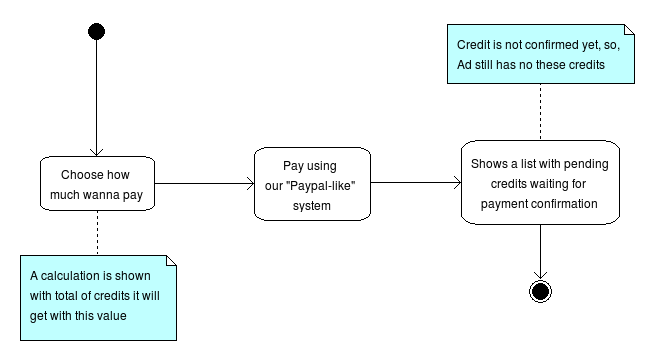 Credit is not confirmed yet, so,
Ad still has no these credits
Choose how
much wanna pay
Pay using
our "Paypal-like"
system
Shows a list with pending
credits waiting for
payment confirmation
A calculation is shown
with total of credits it will
get with this value